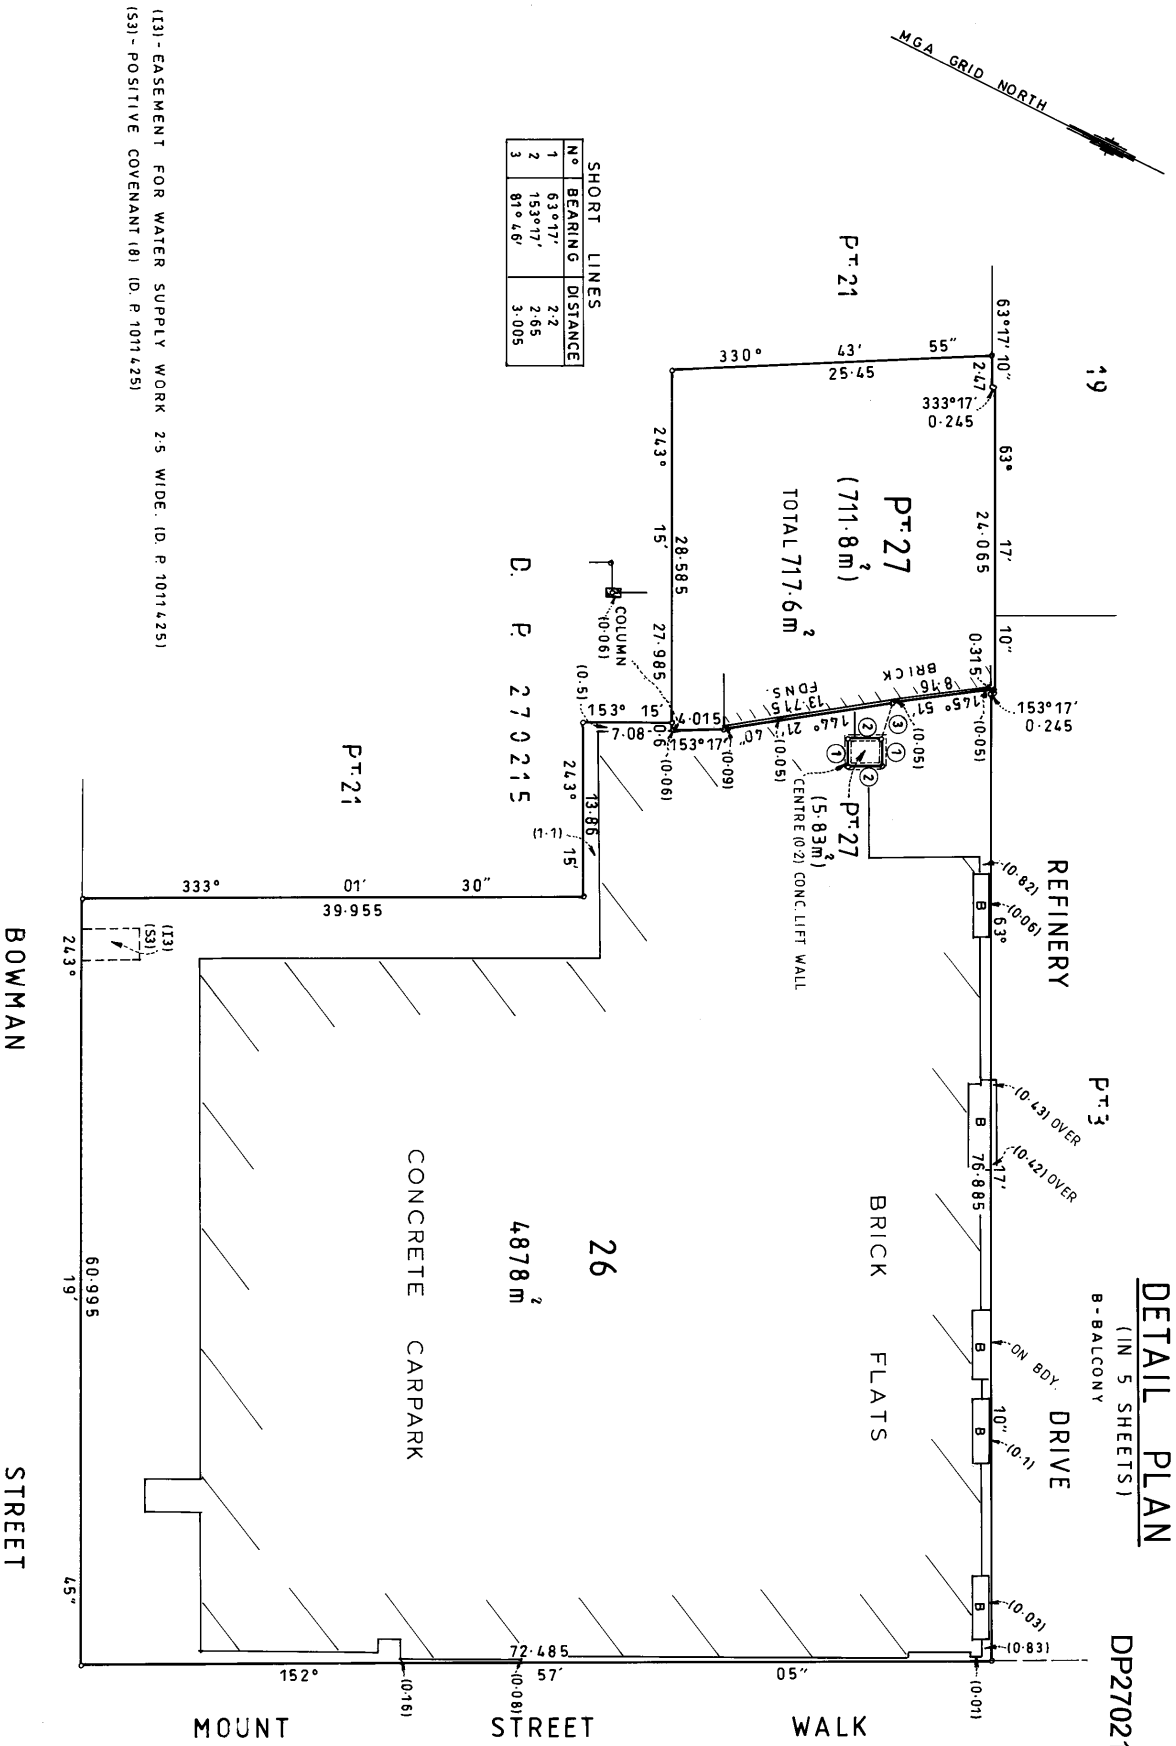 DETAIL PLAN
(IN 5 SHEETS)
B-BALCONY
MGA GRID NORTH
SHORT LINES
Nº BEARING DISTANCE
1 63°17' 2·2
2 153°17' 2·65
3 81°46' 3·005
(I3)- EASEMENT FOR WATER SUPPLY WORK 2·5 WIDE. (D. P. 1011425)
(S3)- POSITIVE COVENANT (8) (D. P. 1011425)
19
PT.21
63°17' 10"
2·47
333°17'
0·245
330° 43' 55"
25·45
63° 17' 10"
24·065
PT.27
(711·8m²)
TOTAL 717·6m²
243° 15'
28·585
27·985
0·6
COLUMN
(0·06)
0·315
153°17'
0·245
(0·05)
BRICK
FDNS.
8·16
145° 51'
13·715
144° 21' 40"
(0·05)
(0·05)
4·015
153°17'
(0·09)
(0·06)
3
2
1
1
2
PT.27
(5·83m²)
CENTRE (0·2) CONC. LIFT WALL
(0·5)
153° 15'
7·08
243° 15'
13·86
(1·1)
D. P. 270215
PT.21
333° 01' 30"
39·955
(I3)
(S3)
REFINERY DRIVE
PT.3
(0·82)
(0·06)
B
63° 17' 10"
76·885
(0·43) OVER
(0·42) OVER
B
ON BDY.
B
(0·1)
B
(0·03)
B
(0·83)
(0·01)
26
4878m²
BRICK FLATS
CONCRETE CARPARK
243° 19' 45"
60·995
BOWMAN STREET
152° 57' 05"
72·485
(0·16)
(0·08)
MOUNT STREET WALK